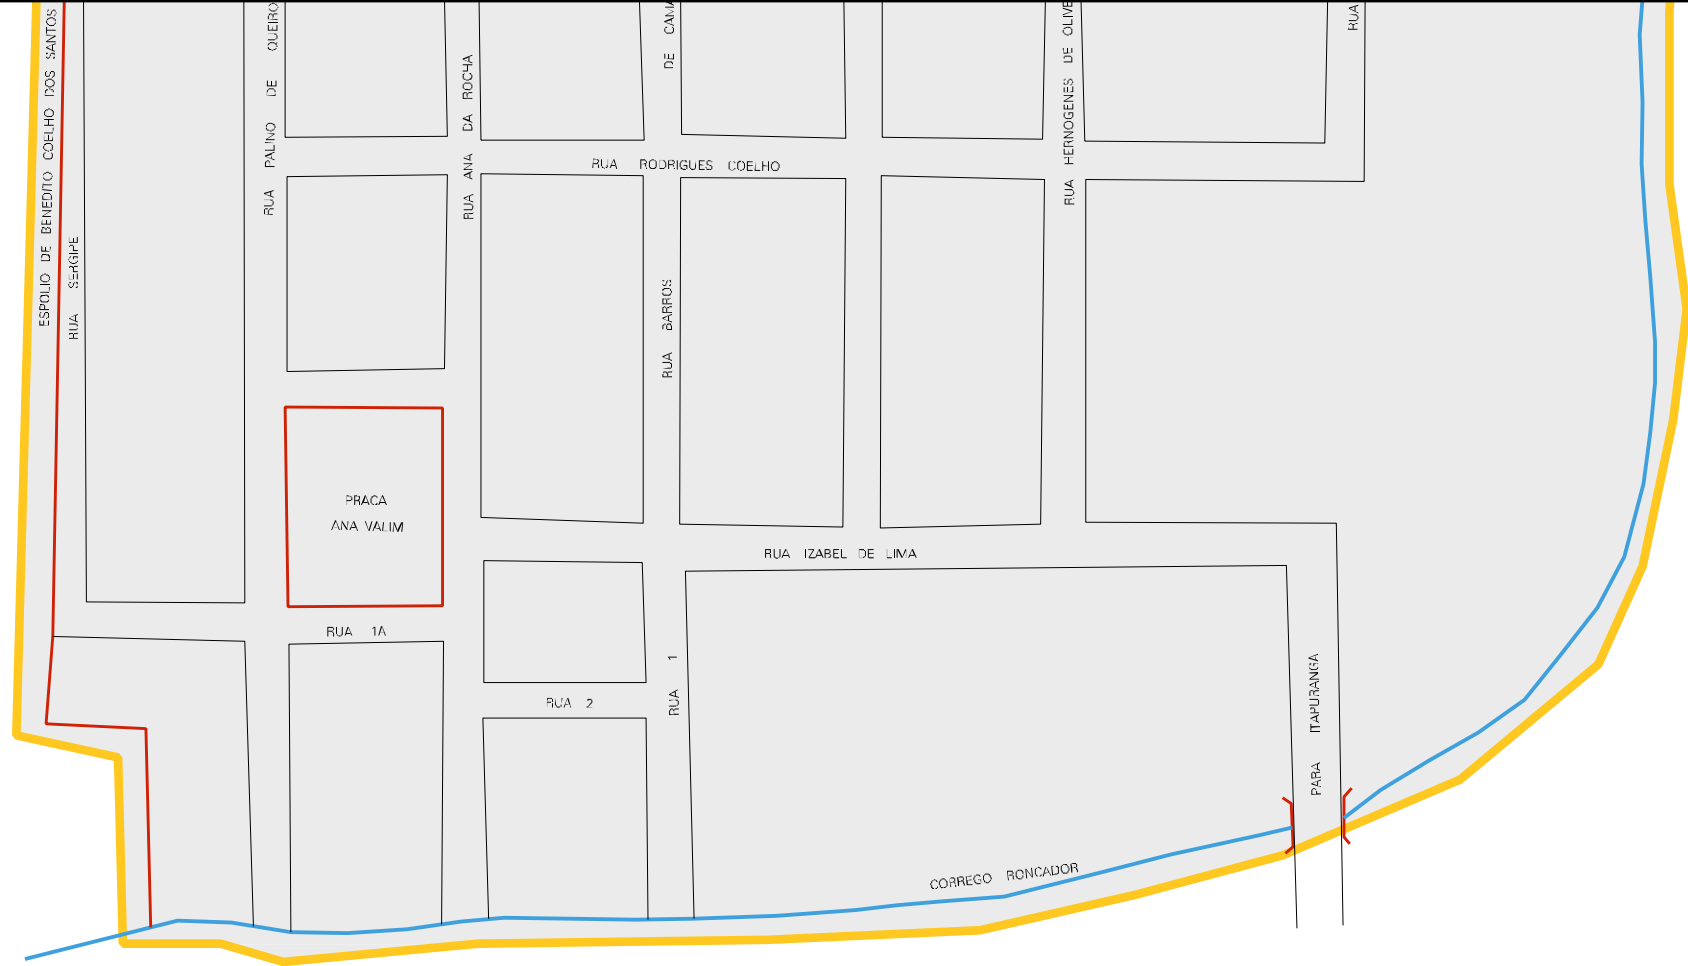 ESPOLIO DE BENEDITO COELHO DOS SANTOS
RUA SERGIPE
RUA PALINO DE QUEIRO
RUA ANA DA ROCHA
DE CAMA
RUA HERNOGENES DE OLIVE
RUA
RUA RODRIGUES COELHO
RUA BARROS
PRACA
ANA VALIM
RUA IZABEL DE LIMA
RUA 1A
RUA 2
RUA 1
PARA ITAPURANGA
CORREGO RONCADOR